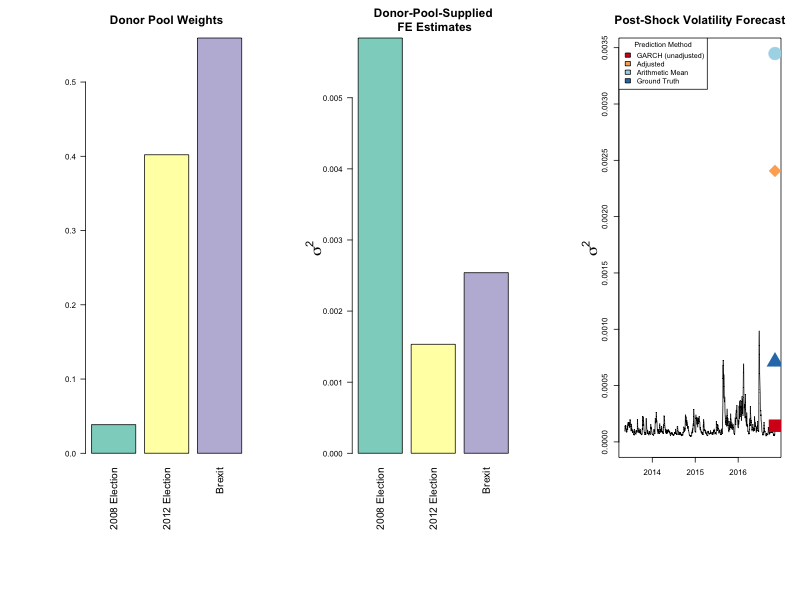 Donor Pool Weights
0.5
0.4
0.3
0.2
0.1
0.0
2008 Election
2012 Election
Brexit
Donor-Pool-Supplied
FE Estimates
σ2
0.005
0.004
0.003
0.002
0.001
0.000
2008 Election
2012 Election
Brexit
Post-Shock Volatility Forecast
σ2
0.0035
0.0030
0.0025
0.0020
0.0015
0.0010
0.0005
0.0000
Prediction Method
GARCH (unadjusted)
Adjusted
Arithmetic Mean
Ground Truth
2014
2015
2016